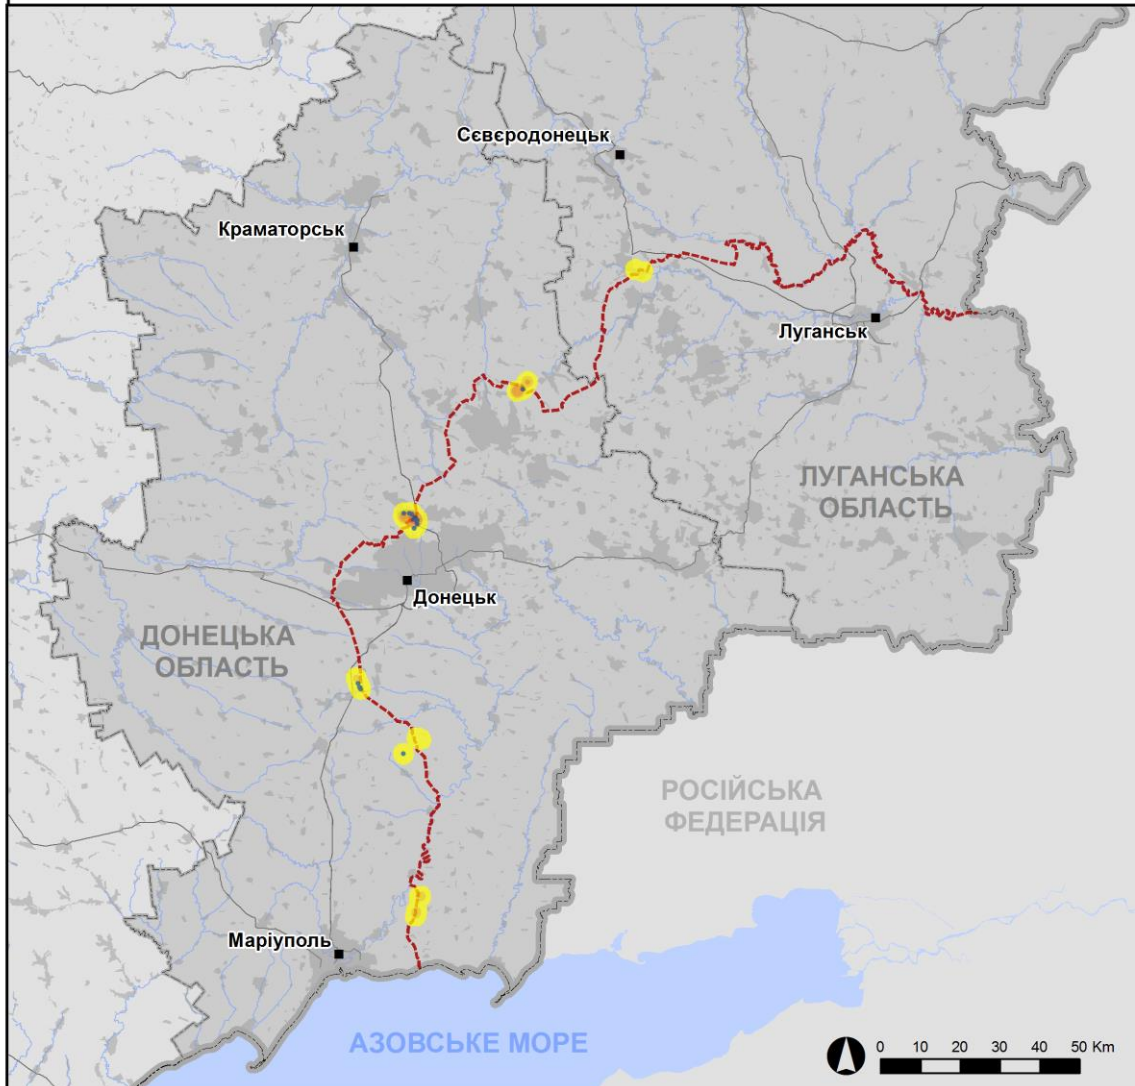 Сєвєродонецьк
Краматорськ
Луганськ
ЛУГАНСЬКА
ОБЛАСТЬ
Донецьк
ДОНЕЦЬКА
ОБЛАСТЬ
РОСІЙСЬКА
ФЕДЕРАЦІЯ
Маріуполь
АЗОВСЬКЕ МОРЕ
0 10 20 30 40 50 Km